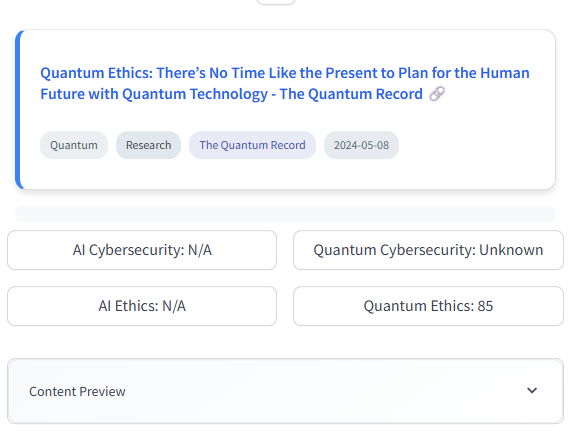 Quantum Ethics: There’s No Time Like the Present to Plan for the Human
Future with Quantum Technology - The Quantum Record
Quantum
Research
The Quantum Record
2024-05-08
AI Cybersecurity: N/A
Quantum Cybersecurity: Unknown
AI Ethics: N/A
Quantum Ethics: 85
Content Preview